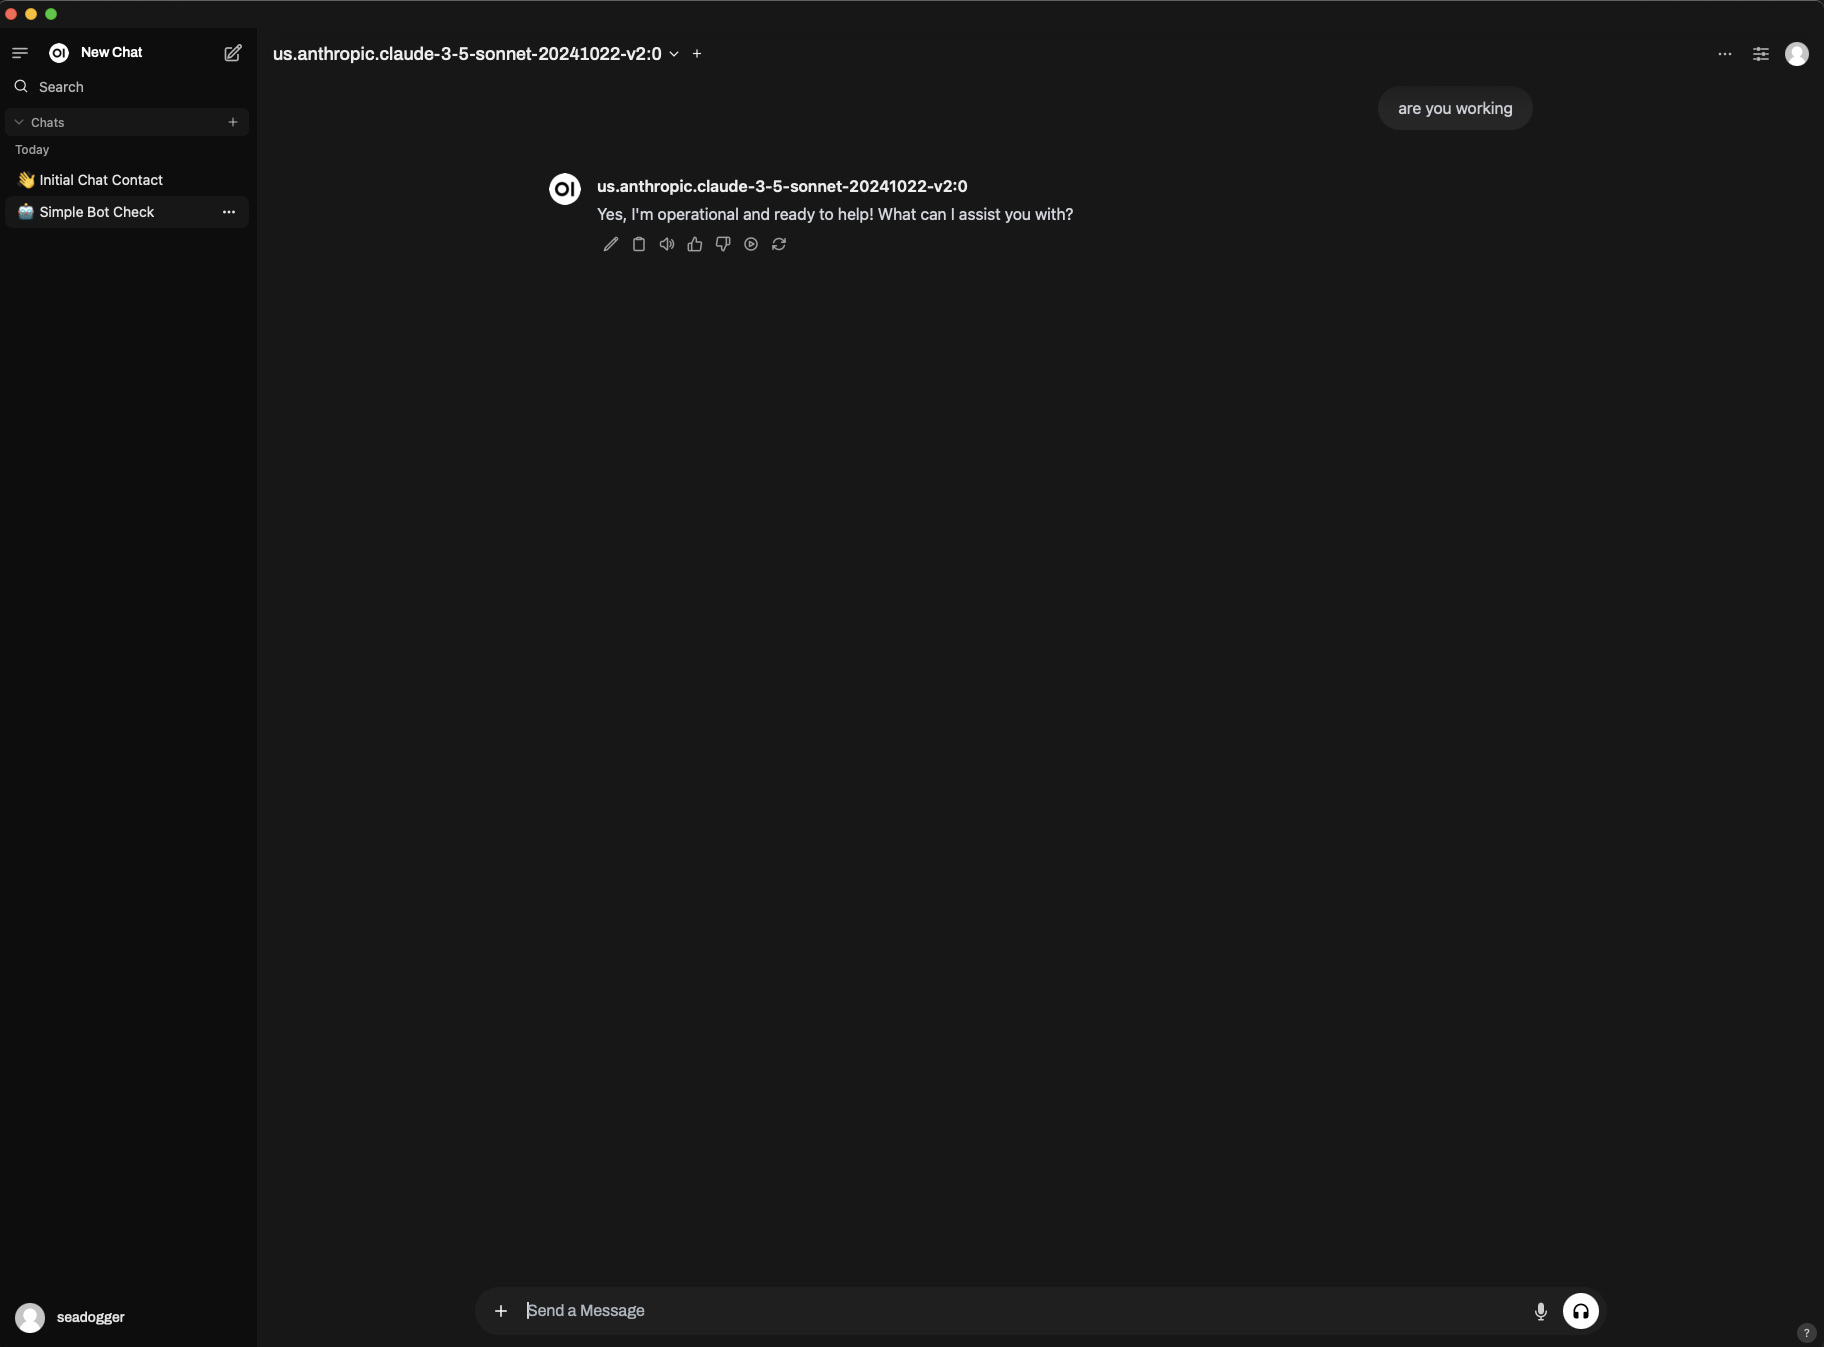 OI New Chat
Search
Chats
Today
👋 Initial Chat Contact
🤖 Simple Bot Check
us.anthropic.claude-3-5-sonnet-20241022-v2:0
are you working
OI
us.anthropic.claude-3-5-sonnet-20241022-v2:0
Yes, I'm operational and ready to help! What can I assist you with?
Send a Message
seadogger
?